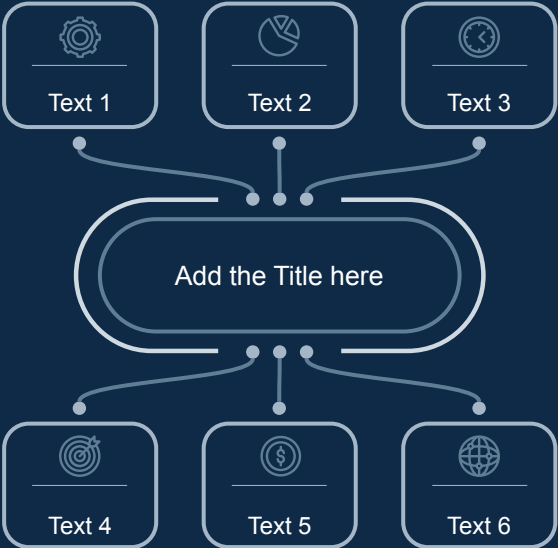 Text 1
Text 2
Text 3
Add the Title here
Text 4
$
Text 5
Text 6